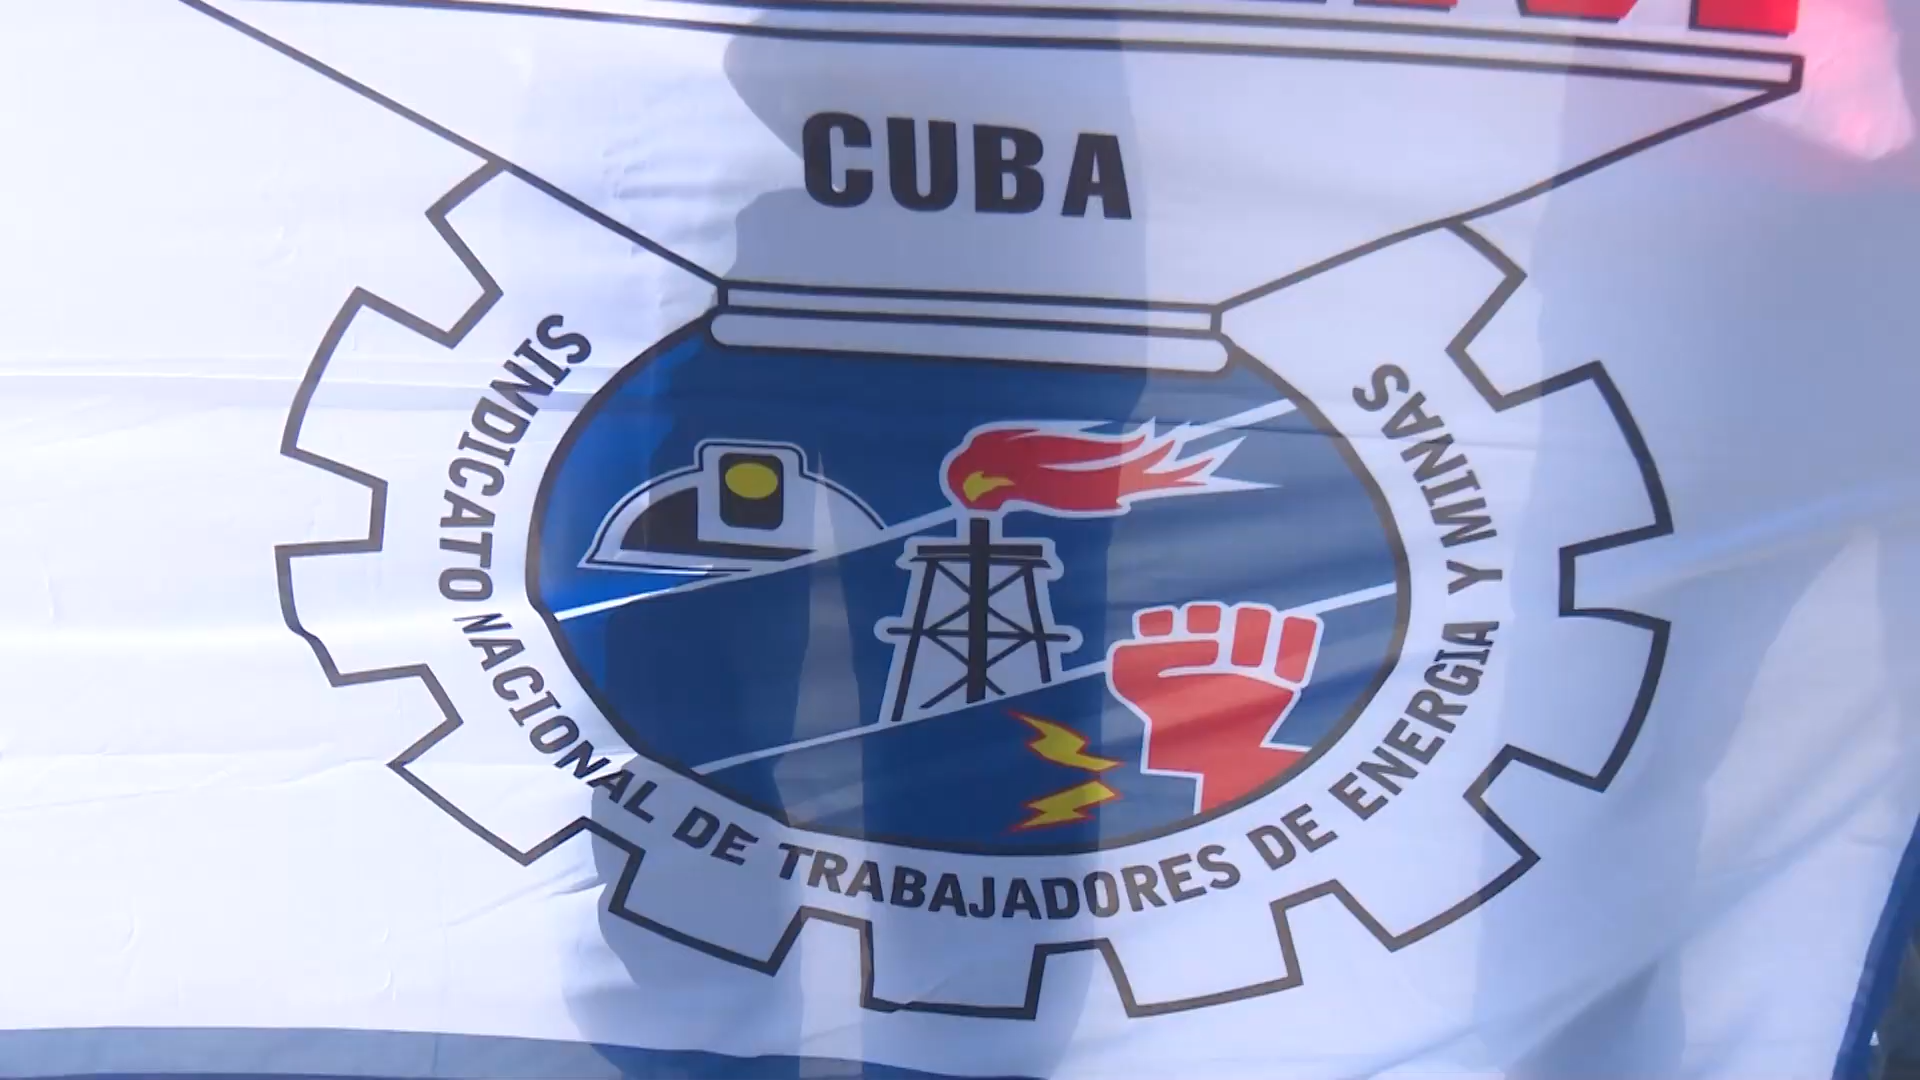 CUBA
SINDICATO NACIONAL DE TRABAJADORES DE ENERGIA Y MINAS